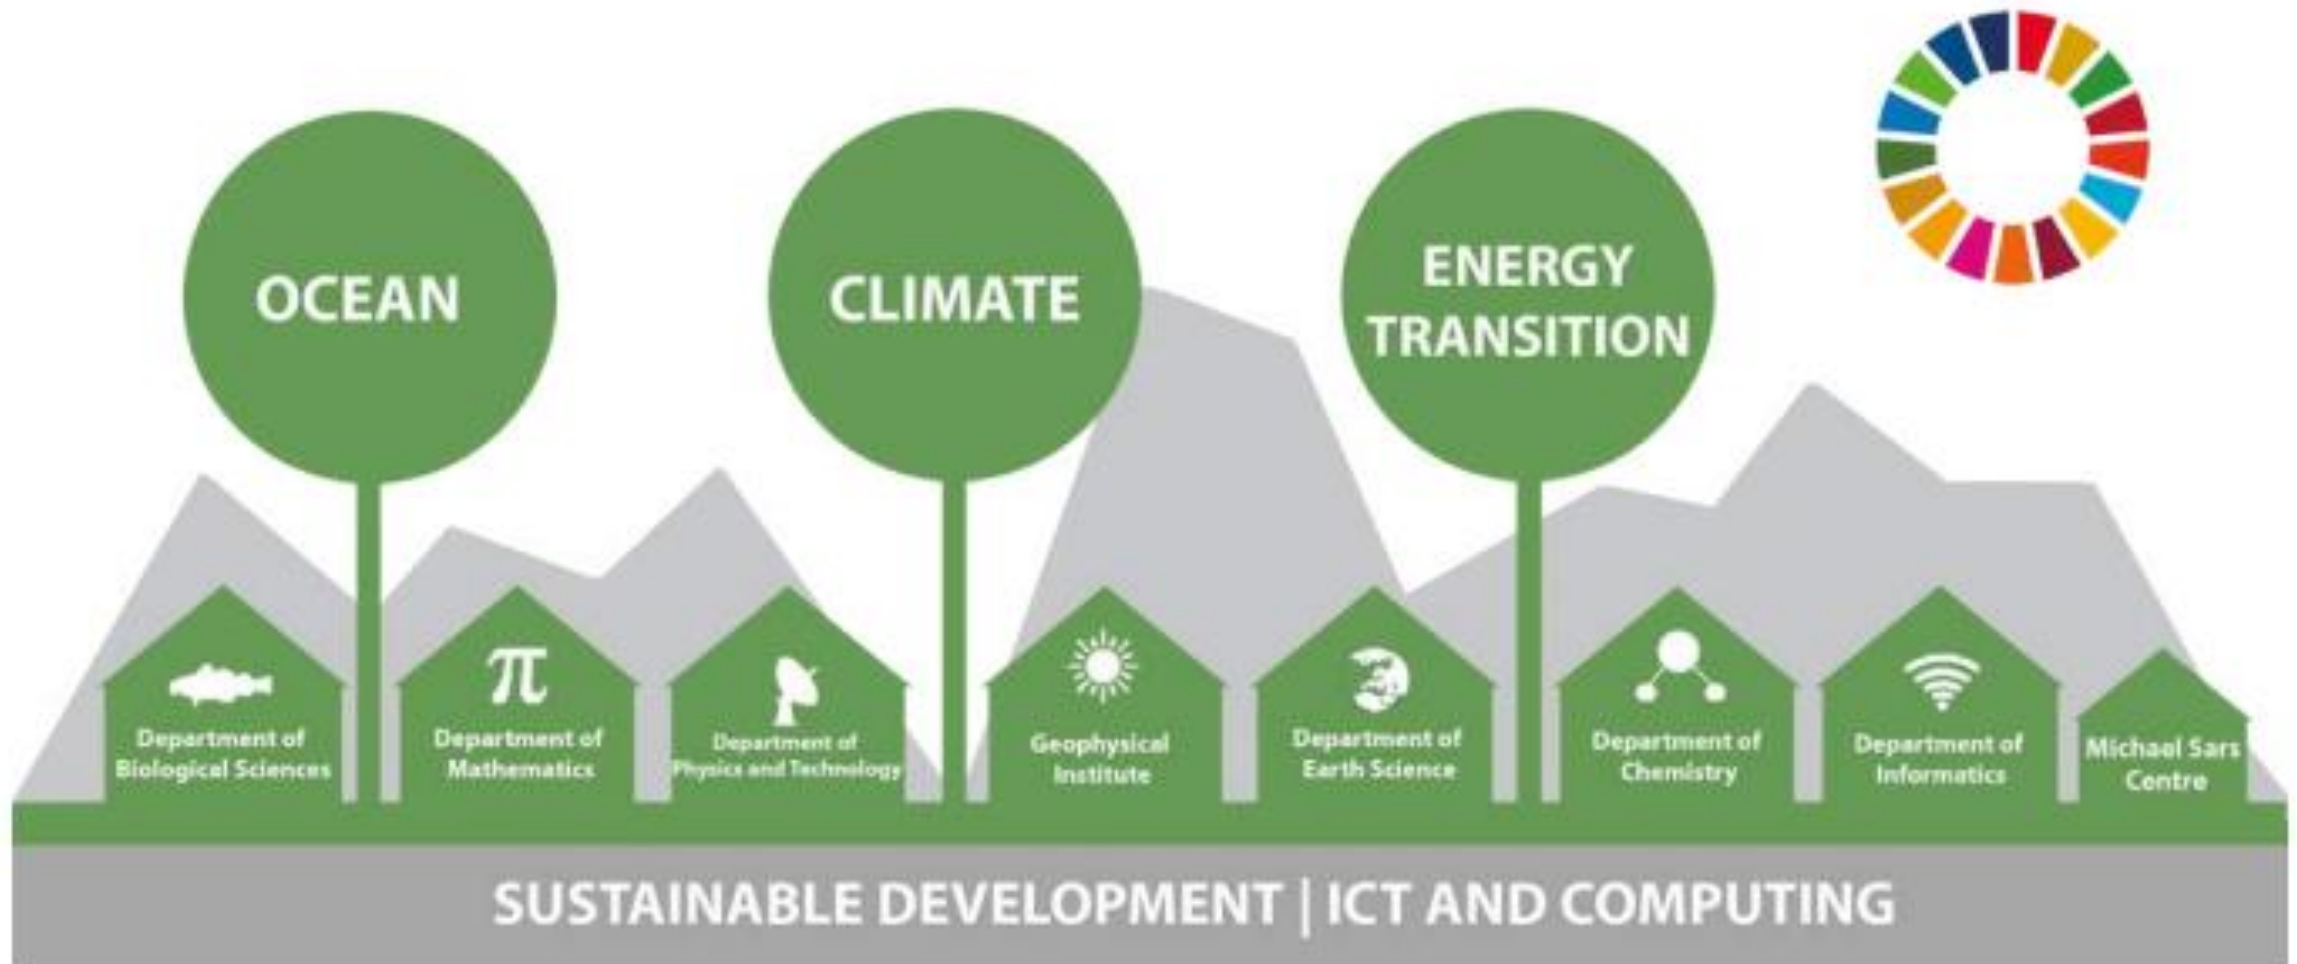 OCEAN
CLIMATE
ENERGY
TRANSITION
π
Department of
Biological Sciences
Department of
Mathematics
Department of
Physics and Technology
Geophysical
Institute
Department of
Earth Science
Department of
Chemistry
Department of
Informatics
Michael Sars
Centre
SUSTAINABLE DEVELOPMENT | ICT AND COMPUTING